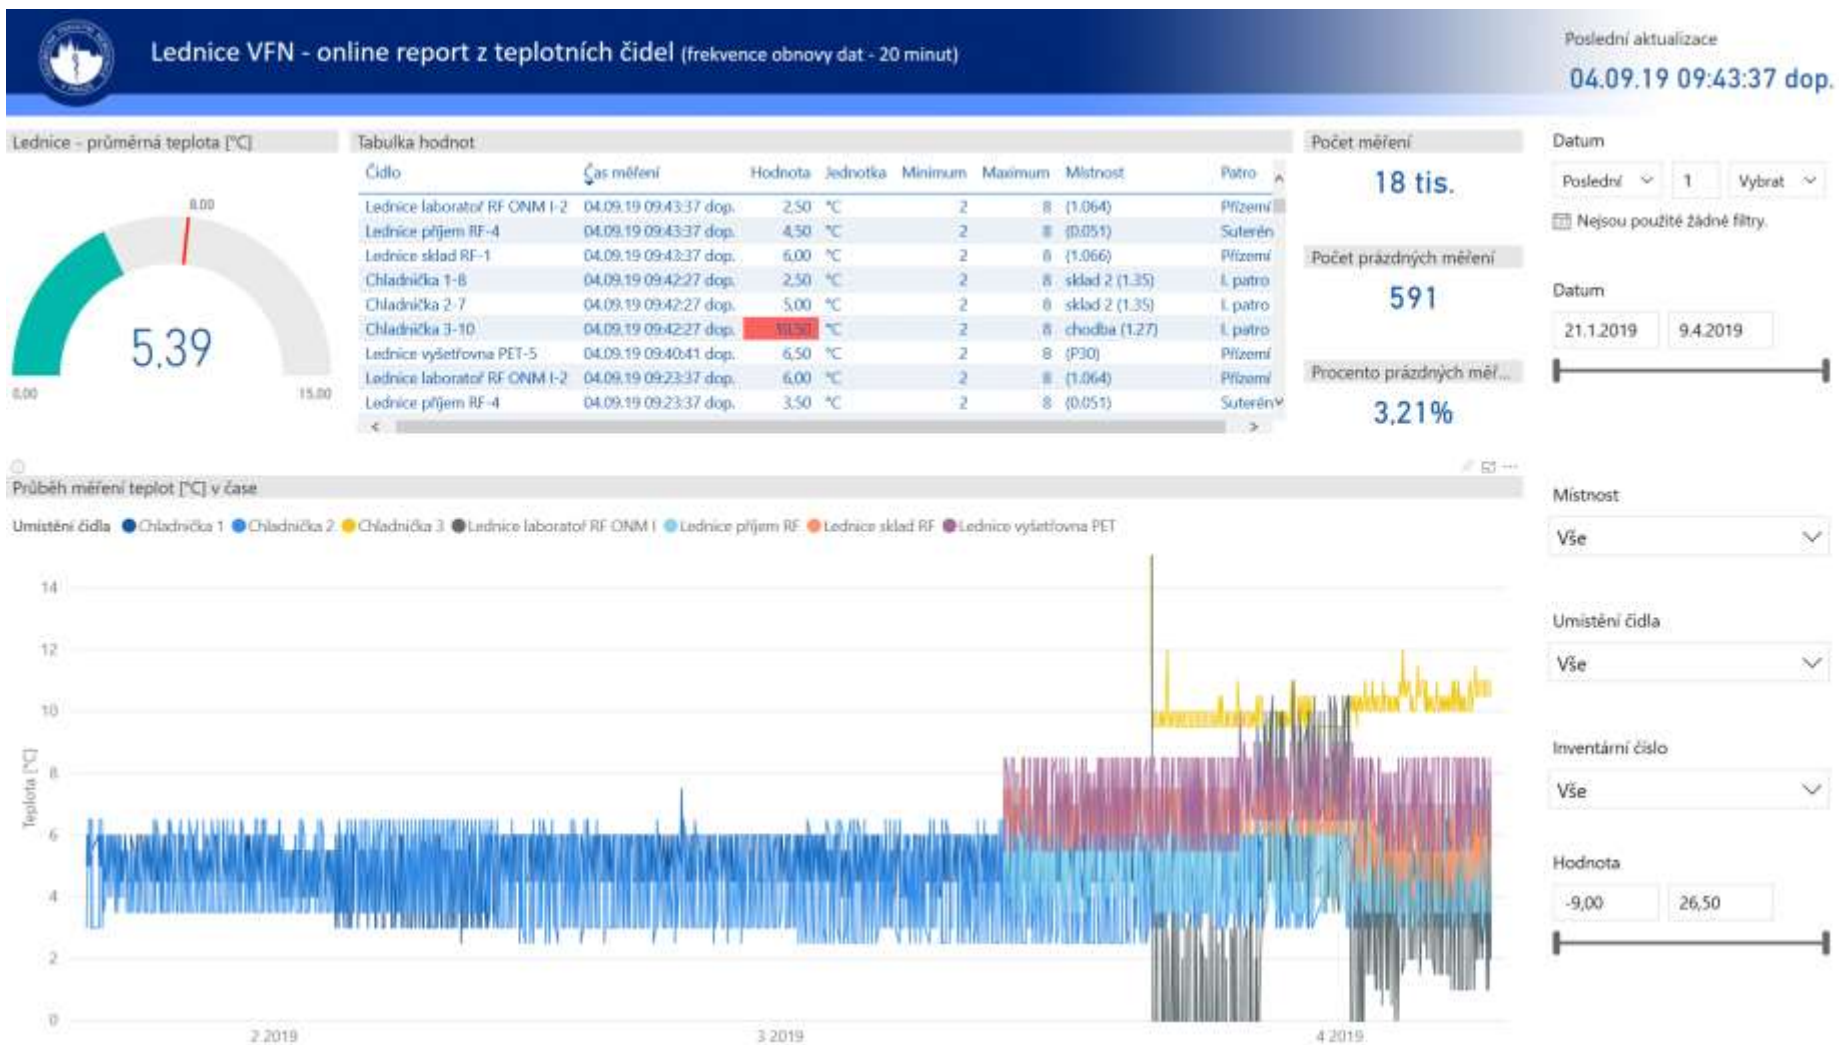 Lednice VFN - online report z teplotních čidel (frekvence obnovy dat - 20 minut)
Poslední aktualizace
04.09.19 09:43:37 dop.
Lednice - průměrná teplota [°C]
8,00
5,39
0,00
15,00
Tabulka hodnot
Čidlo Čas měření Hodnota Jednotka Minimum Maximum Místnost Patro
Lednice laboratoř RF ONM I-2 04.09.19 09:43:37 dop. 2,50 °C 2 8 (1.064) Přízemí
Lednice příjem RF-4 04.09.19 09:43:37 dop. 4,50 °C 2 8 (0.051) Suterén
Lednice sklad RF-1 04.09.19 09:43:37 dop. 6,00 °C 2 8 (1.066) Přízemí
Chladnička 1-8 04.09.19 09:42:27 dop. 2,50 °C 2 8 sklad 2 (1.35) I. patro
Chladnička 2-7 04.09.19 09:42:27 dop. 5,00 °C 2 8 sklad 2 (1.35) I. patro
Chladnička 3-10 04.09.19 09:42:27 dop. 10,50 °C 2 8 chodba (1.27) I. patro
Lednice vyšetřovna PET-5 04.09.19 09:40:41 dop. 6,50 °C 2 8 (P30) Přízemí
Lednice laboratoř RF ONM I-2 04.09.19 09:23:37 dop. 6,00 °C 2 8 (1.064) Přízemí
Lednice příjem RF-4 04.09.19 09:23:37 dop. 3,50 °C 2 8 (0.051) Suterén
Počet měření
18 tis.
Počet prázdných měření
591
Procento prázdných měř...
3,21%
Datum
Poslední 1 Vybrat
Nejsou použité žádné filtry.
Datum
21.1.2019 9.4.2019
Průběh měření teplot [°C] v čase
Umístění čidla Chladnička 1 Chladnička 2 Chladnička 3 Lednice laboratoř RF ONM I Lednice příjem RF Lednice sklad RF Lednice vyšetřovna PET
Teplota [°C]
14
12
10
8
6
4
2
0
2 2019 3 2019 4 2019
Místnost
Vše
Umístění čidla
Vše
Inventární číslo
Vše
Hodnota
-9,00 26,50